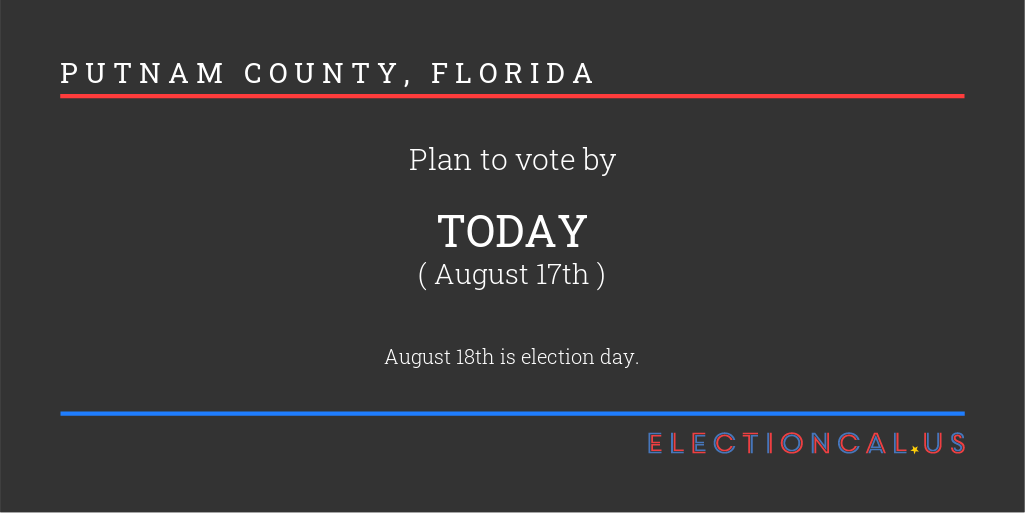 PUTNAM COUNTY, FLORIDA
Plan to vote by
TODAY
( August 17th )
August 18th is election day.
ELECTIONCAL.US